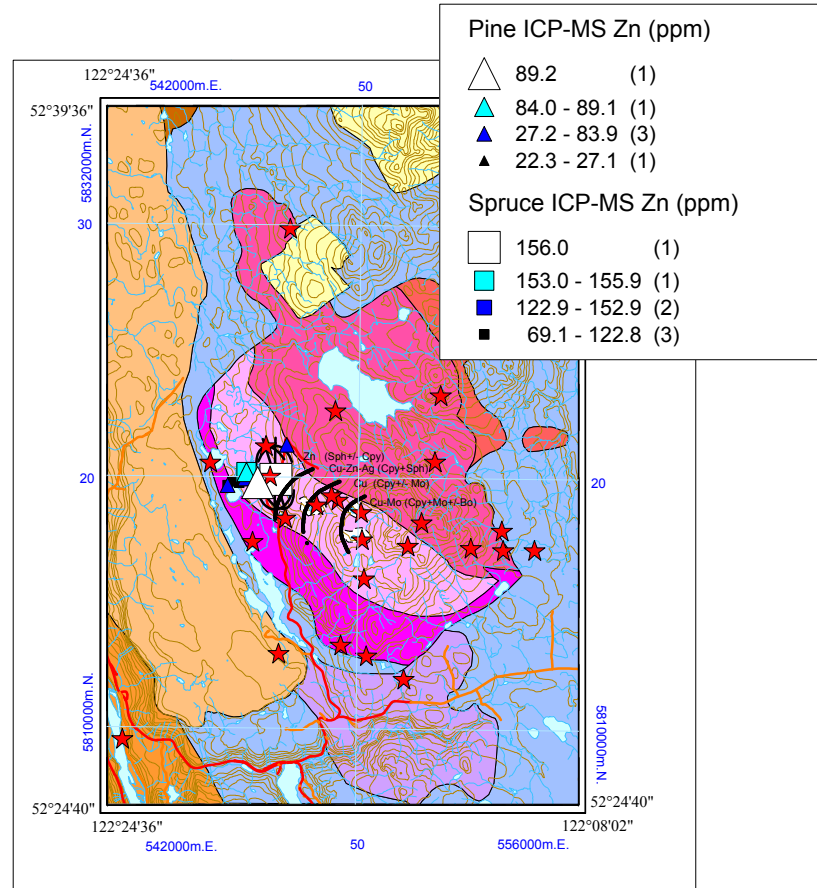 Pine ICP-MS Zn (ppm)
89.2 (1)
84.0 - 89.1 (1)
27.2 - 83.9 (3)
22.3 - 27.1 (1)
Spruce ICP-MS Zn (ppm)
156.0 (1)
153.0 - 155.9 (1)
122.9 - 152.9 (2)
69.1 - 122.8 (3)
122°24'36"
542000m.E.
50
52°39'36"
5832000m.N.
30
Zn (Sph+/- Cpy)
Cu-Zn-Ag (Cpy+Sph)
Cu (Cpy+/- Mo)
Cu-Mo (Cpy+Mo+/-Bo)
20
20
5810000m.N.
5810000m.N.
52°24'40"
52°24'40"
122°24'36"
122°08'02"
542000m.E.
50
556000m.E.